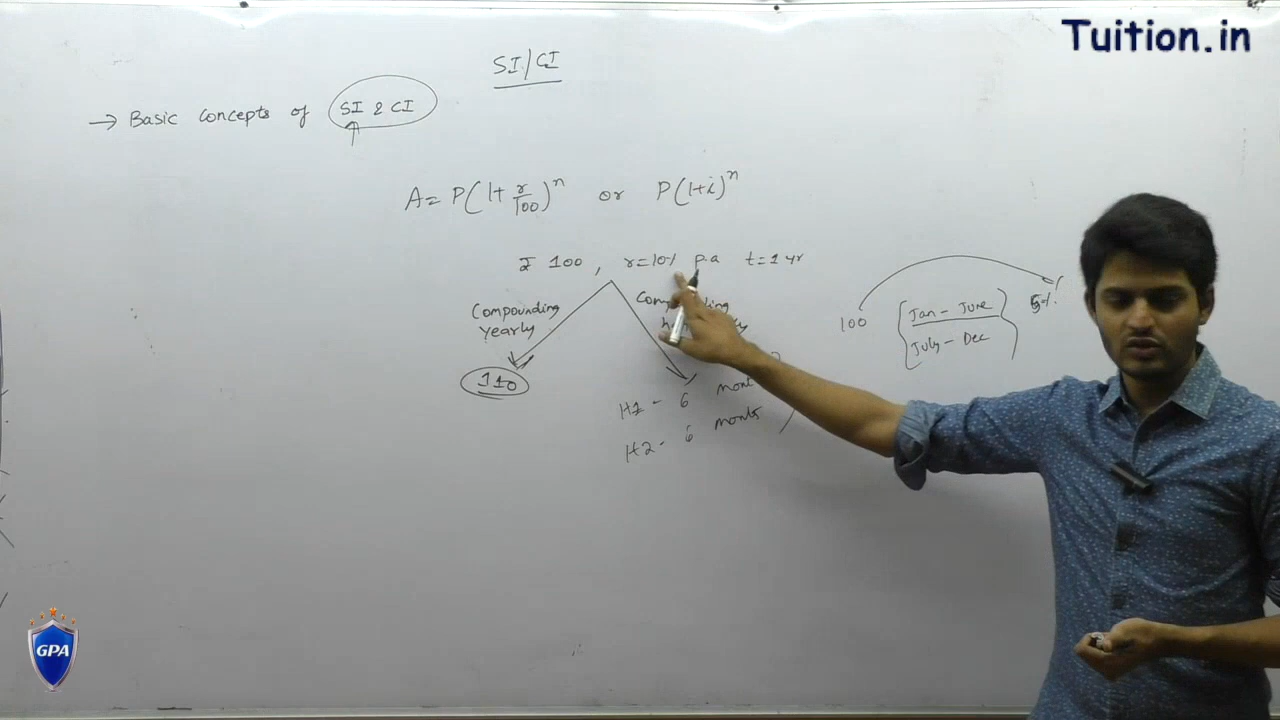 Tuition.in
SI/CI
→ Basic concepts of SI & CI
A = P(1+ r/100)^n or P(1+i)^n
I 100, r=10% p.a t=1 yr
Compounding yearly
110
H1 - 6
H2 - 6 months
100
Jan - June
July - Dec
5%
GPA